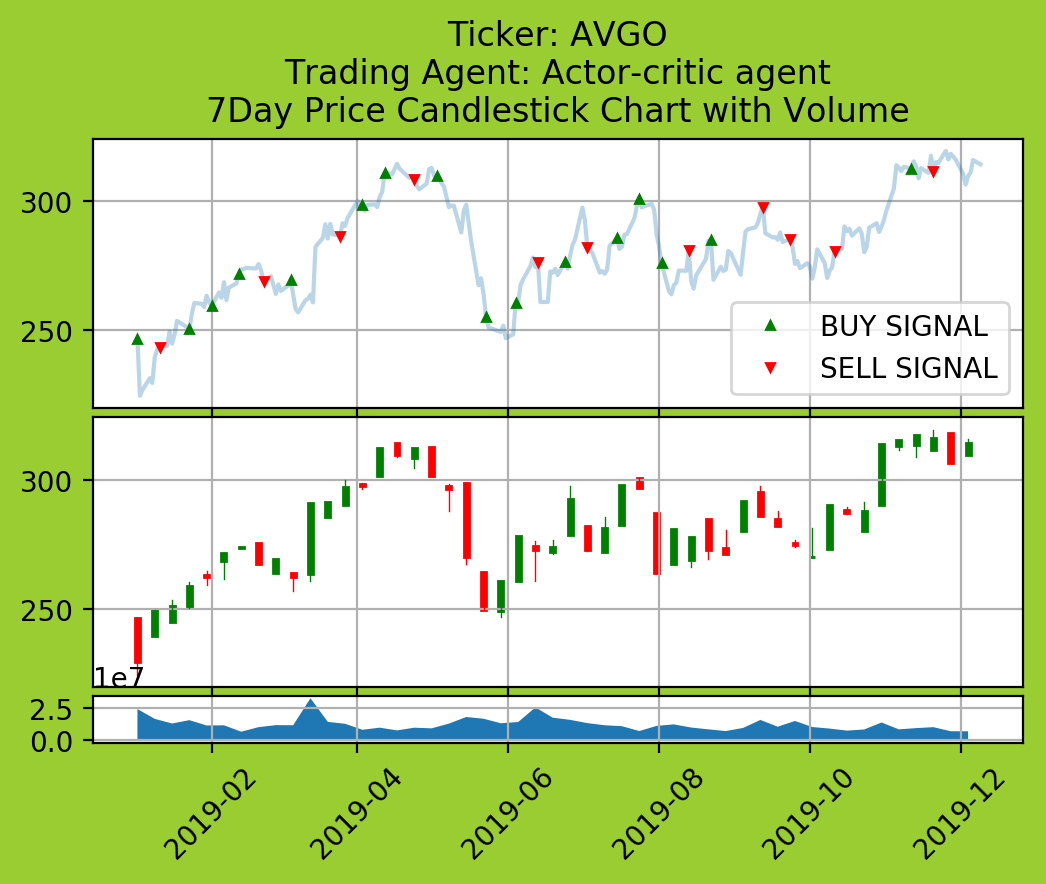 Ticker: AVGO
Trading Agent: Actor-critic agent
7Day Price Candlestick Chart with Volume
300
250
BUY SIGNAL
SELL SIGNAL
300
250
1e7
2.5
0.0
2019-02
2019-04
2019-06
2019-08
2019-10
2019-12